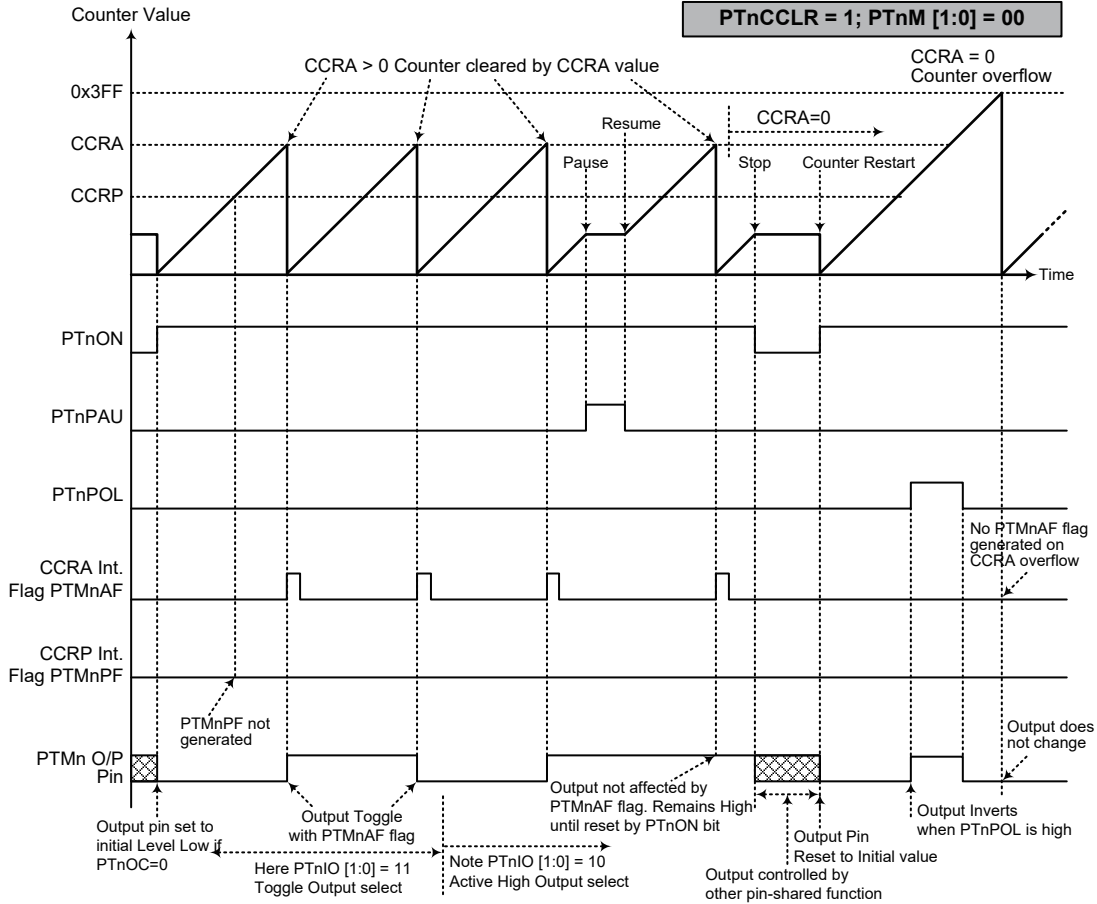 Counter Value
PTnCCLR = 1; PTnM [1:0] = 00
CCRA > 0 Counter cleared by CCRA value
CCRA = 0
Counter overflow
0x3FF
CCRA=0
Resume
CCRA
Pause
Stop
Counter Restart
CCRP
Time
PTnON
PTnPAU
PTnPOL
No PTMnAF flag
generated on
CCRA overflow
CCRA Int.
Flag PTMnAF
CCRP Int.
Flag PTMnPF
PTMnPF not
generated
Output does
not change
PTMn O/P
Pin
Output not affected by
PTMnAF flag. Remains High
until reset by PTnON bit
Output Toggle
with PTMnAF flag
Output Inverts
when PTnPOL is high
Output pin set to
initial Level Low if
PTnOC=0
Output Pin
Reset to Initial value
Here PTnIO [1:0] = 11
Toggle Output select
Note PTnIO [1:0] = 10
Active High Output select
Output controlled by
other pin-shared function